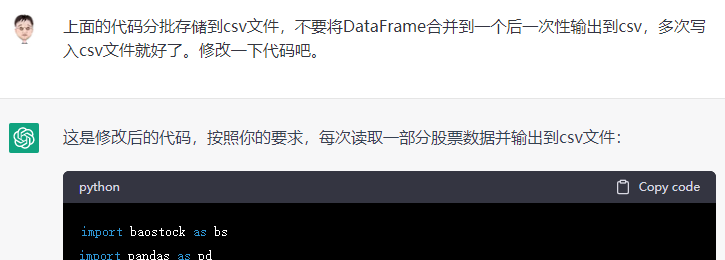 上面的代码分批存储到csv文件，不要将DataFrame合并到一个后一次性输出到csv，多次写
入csv文件就好了。修改一下代码吧。
这是修改后的代码，按照你的要求，每次读取一部分股票数据并输出到csv文件：
python Copy code
import baostock as bs
import pandas as pd